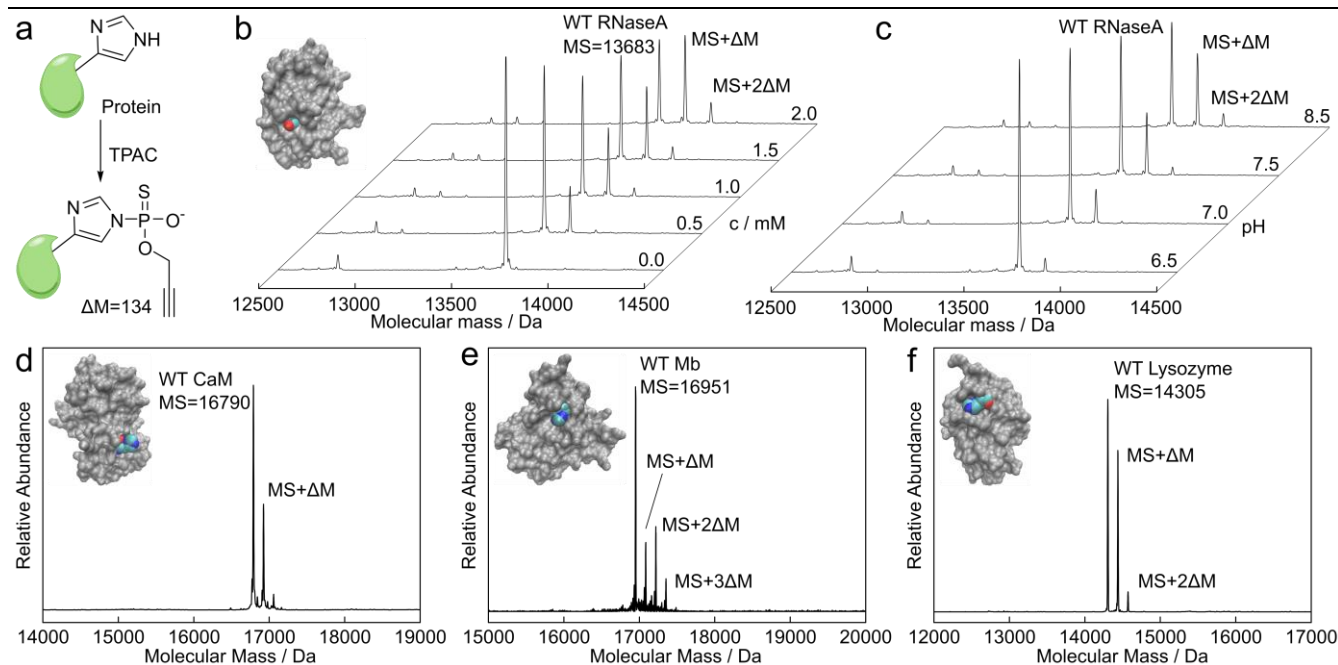 a
N
NH
Protein
TPAC
S
N
N
P
O⁻
O
ΔM=134
b
WT RNaseA
MS=13683
MS+ΔM
MS+2ΔM
2.0
1.5
1.0
0.5
0.0
c / mM
12500 13000 13500 14000 14500
Molecular mass / Da
c
WT RNaseA
MS+ΔM
MS+2ΔM
8.5
7.5
7.0
6.5
pH
12500 13000 13500 14000 14500
Molecular mass / Da
d
WT CaM
MS=16790
MS+ΔM
Relative Abundance
14000 15000 16000 17000 18000 19000
Molecular Mass / Da
e
WT Mb
MS=16951
MS+ΔM
MS+2ΔM
MS+3ΔM
Relative Abundance
15000 16000 17000 18000 19000 20000
Molecular Mass / Da
f
WT Lysozyme
MS=14305
MS+ΔM
MS+2ΔM
Relative Abundance
12000 13000 14000 15000 16000 17000
Molecular Mass / Da